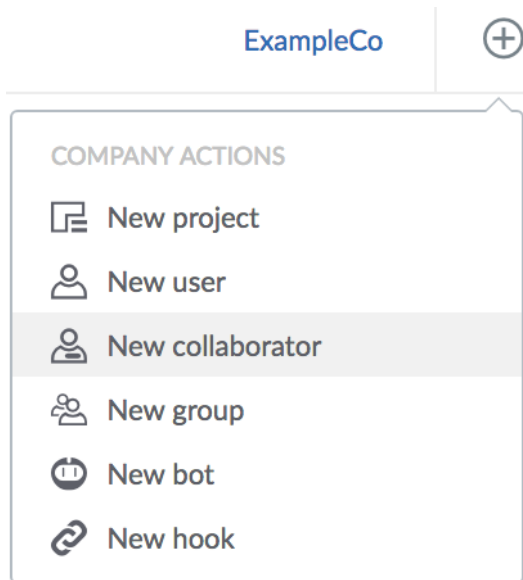 ExampleCo
COMPANY ACTIONS
New project
New user
New collaborator
New group
New bot
New hook